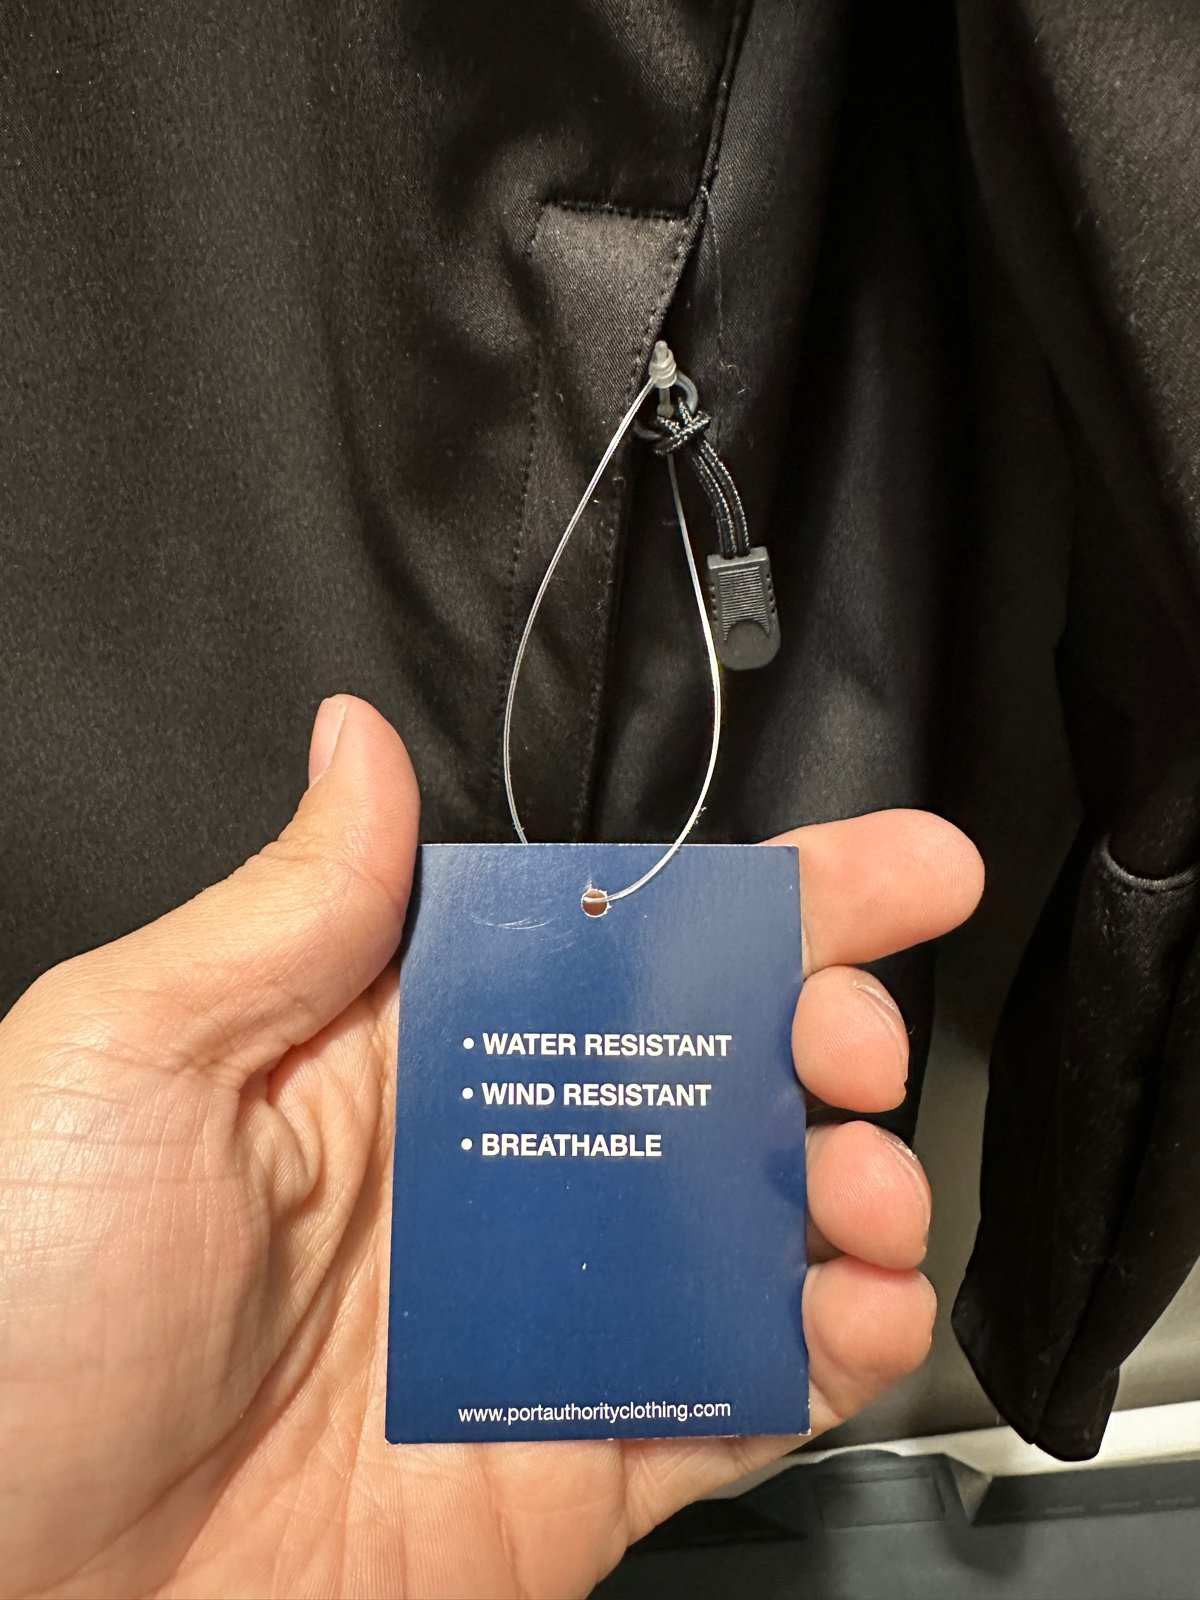 • WATER RESISTANT
• WIND RESISTANT
• BREATHABLE
www.portauthorityclothing.com